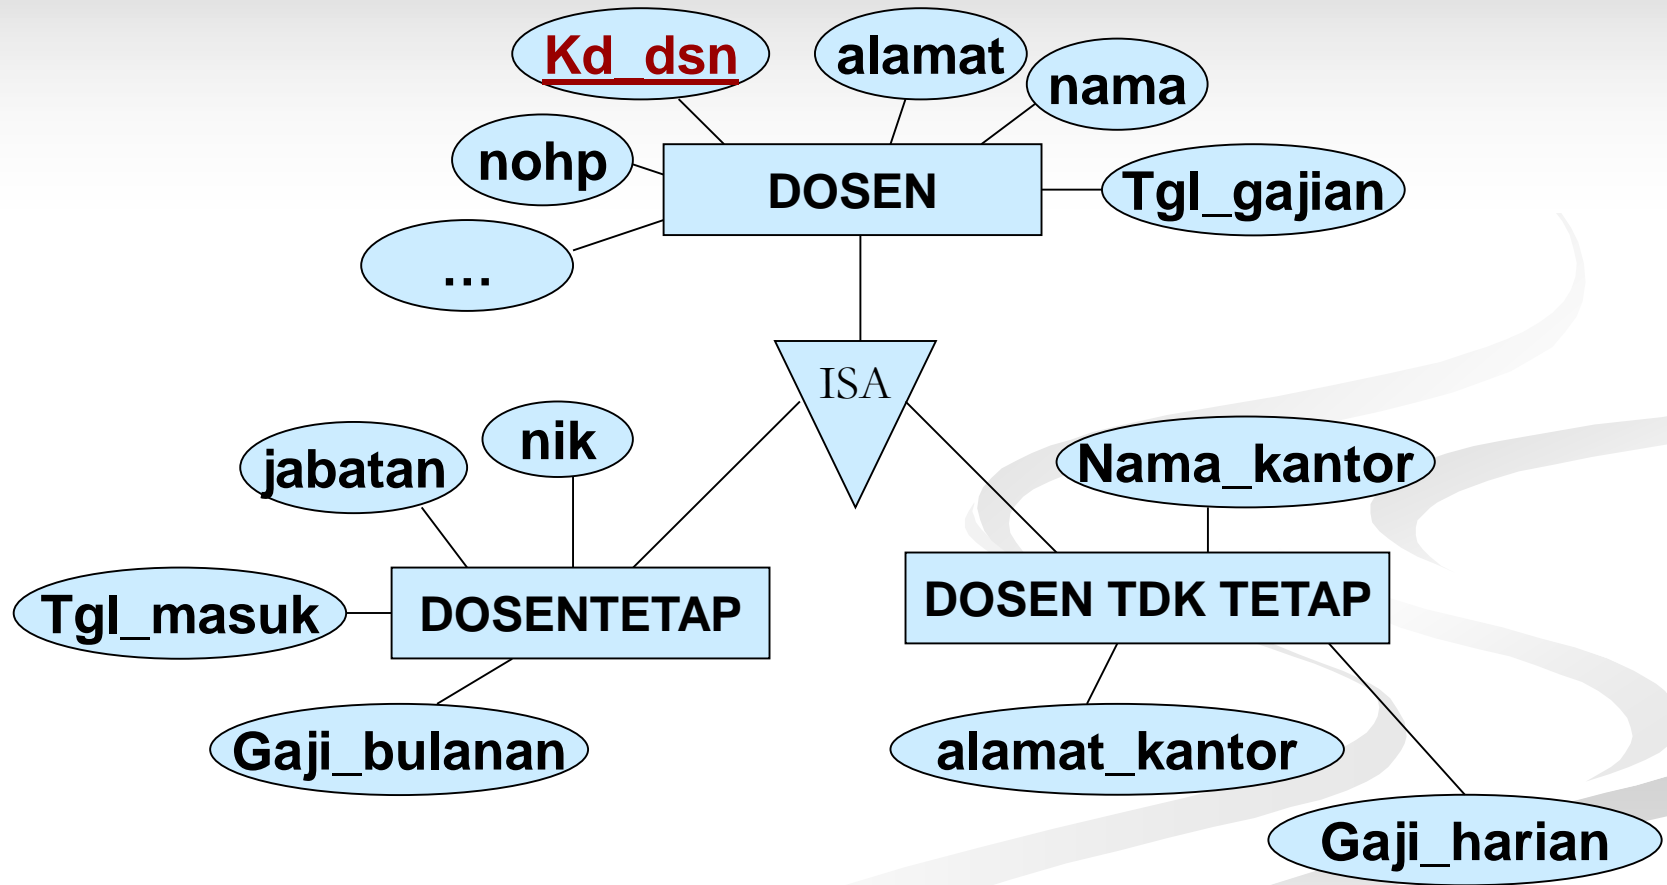 Kd_dsn
alamat
nama
nohp
DOSEN
Tgl_gajian
...
ISA
jabatan
nik
Nama_kantor
Tgl_masuk
DOSENTETAP
DOSEN TDK TETAP
Gaji_bulanan
alamat_kantor
Gaji_harian